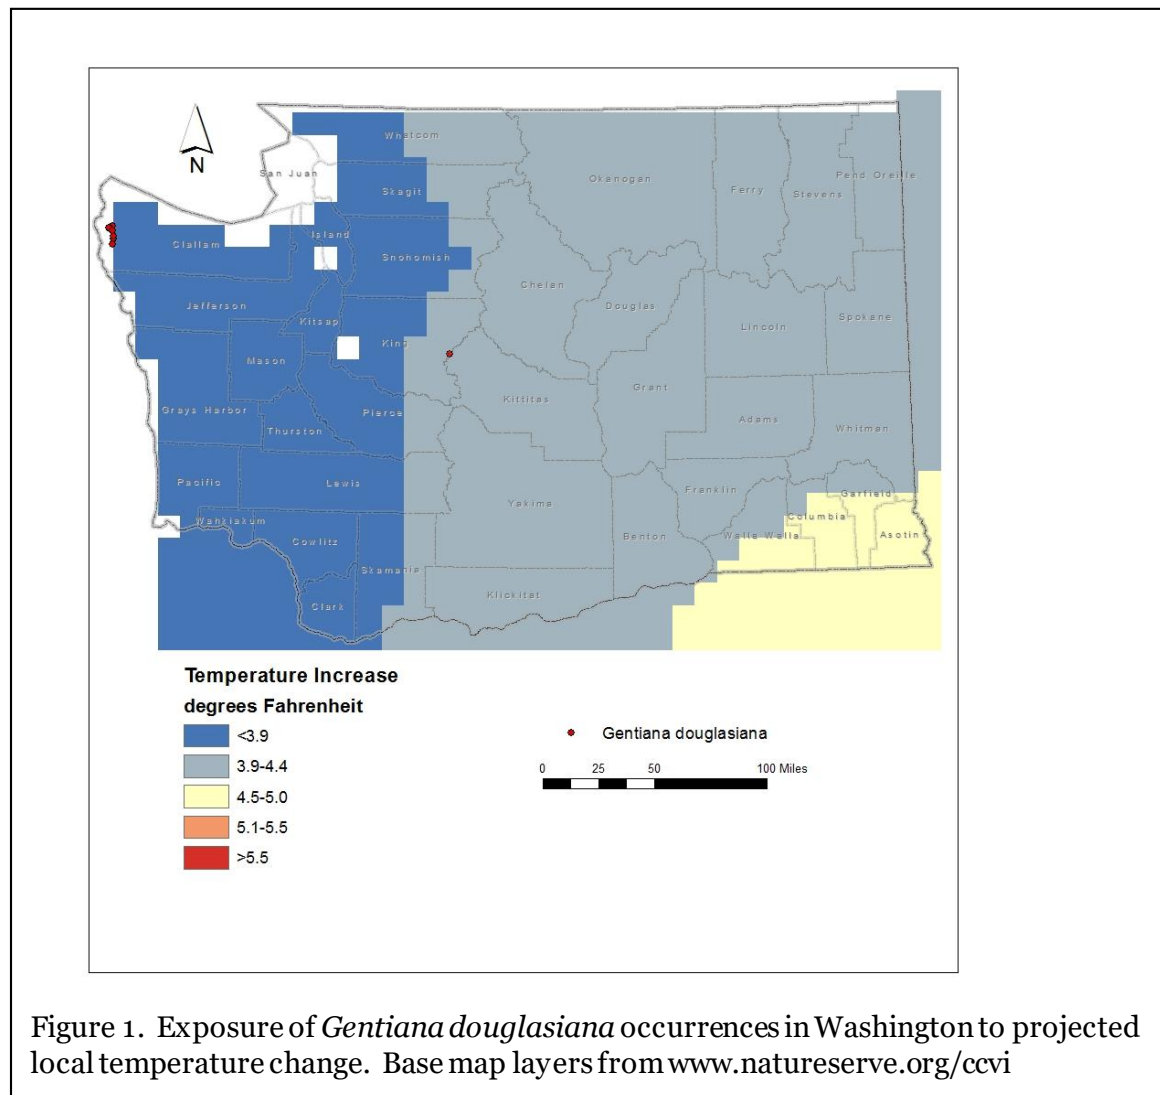 N
Whatcom
San Juan
Skagit
Okanogan
Ferry
Stevens
Pend Oreille
Island
Clallam
Snohomish
Chelan
Jefferson
Douglas
Kitsap
Lincoln
Spokane
King
Mason
Grays Harbor
Kittitas
Grant
Pierce
Adams
Whitman
Thurston
Pacific
Lewis
Yakima
Franklin
Garfield
Wahkiakum
Columbia
Cowlitz
Benton
Walla Walla
Asotin
Skamania
Klickitat
Clark
Temperature Increase
degrees Fahrenheit
<3.9
3.9-4.4
4.5-5.0
5.1-5.5
>5.5
Gentiana douglasiana
0 25 50 100 Miles
Figure 1. Exposure of Gentiana douglasiana occurrences in Washington to projected
local temperature change. Base map layers from www.natureserve.org/ccvi